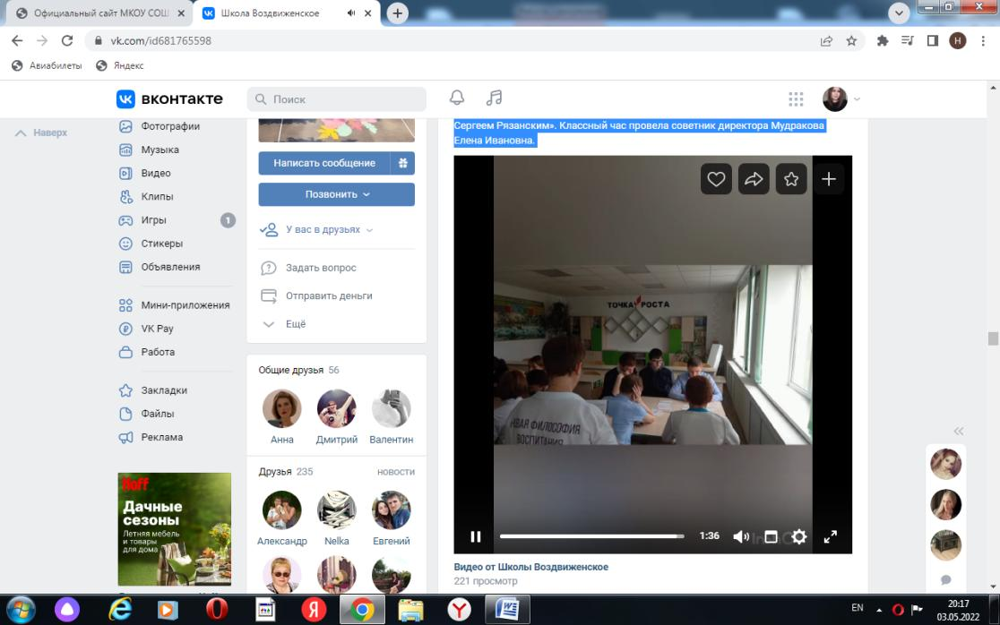 Официальный сайт МКОУ СОШ
Школа Воздвиженское
vk.com/id681765598
H
Авиабилеты
Яндекс
ВКОНТАКТЕ
Поиск
Наверх
Фотографии
Музыка
Видео
Клипы
Игры
1
Стикеры
Объявления
Мини-приложения
VK Pay
Работа
Закладки
Файлы
Реклама
Hoff
Дачные
сезоны
Летняя мебель
и товары
для дома
Написать сообщение
Позвонить
У вас в друзьях
Задать вопрос
Отправить деньги
Ещё
Общие друзья 56
Анна
Дмитрий
Валентин
Друзья 235
новости
Александр
Nelka
Евгений
Сергеем Рязанским». Классный час провела советник директора Мудракова
Елена Ивановна.
ТОЧКА РОСТА
ВАЯ ФИЛОСОФИЯ
ВОСПИТАНИЯ
1:36
Видео от Школы Воздвиженское
221 просмотр
EN
20:17
03.05.2022